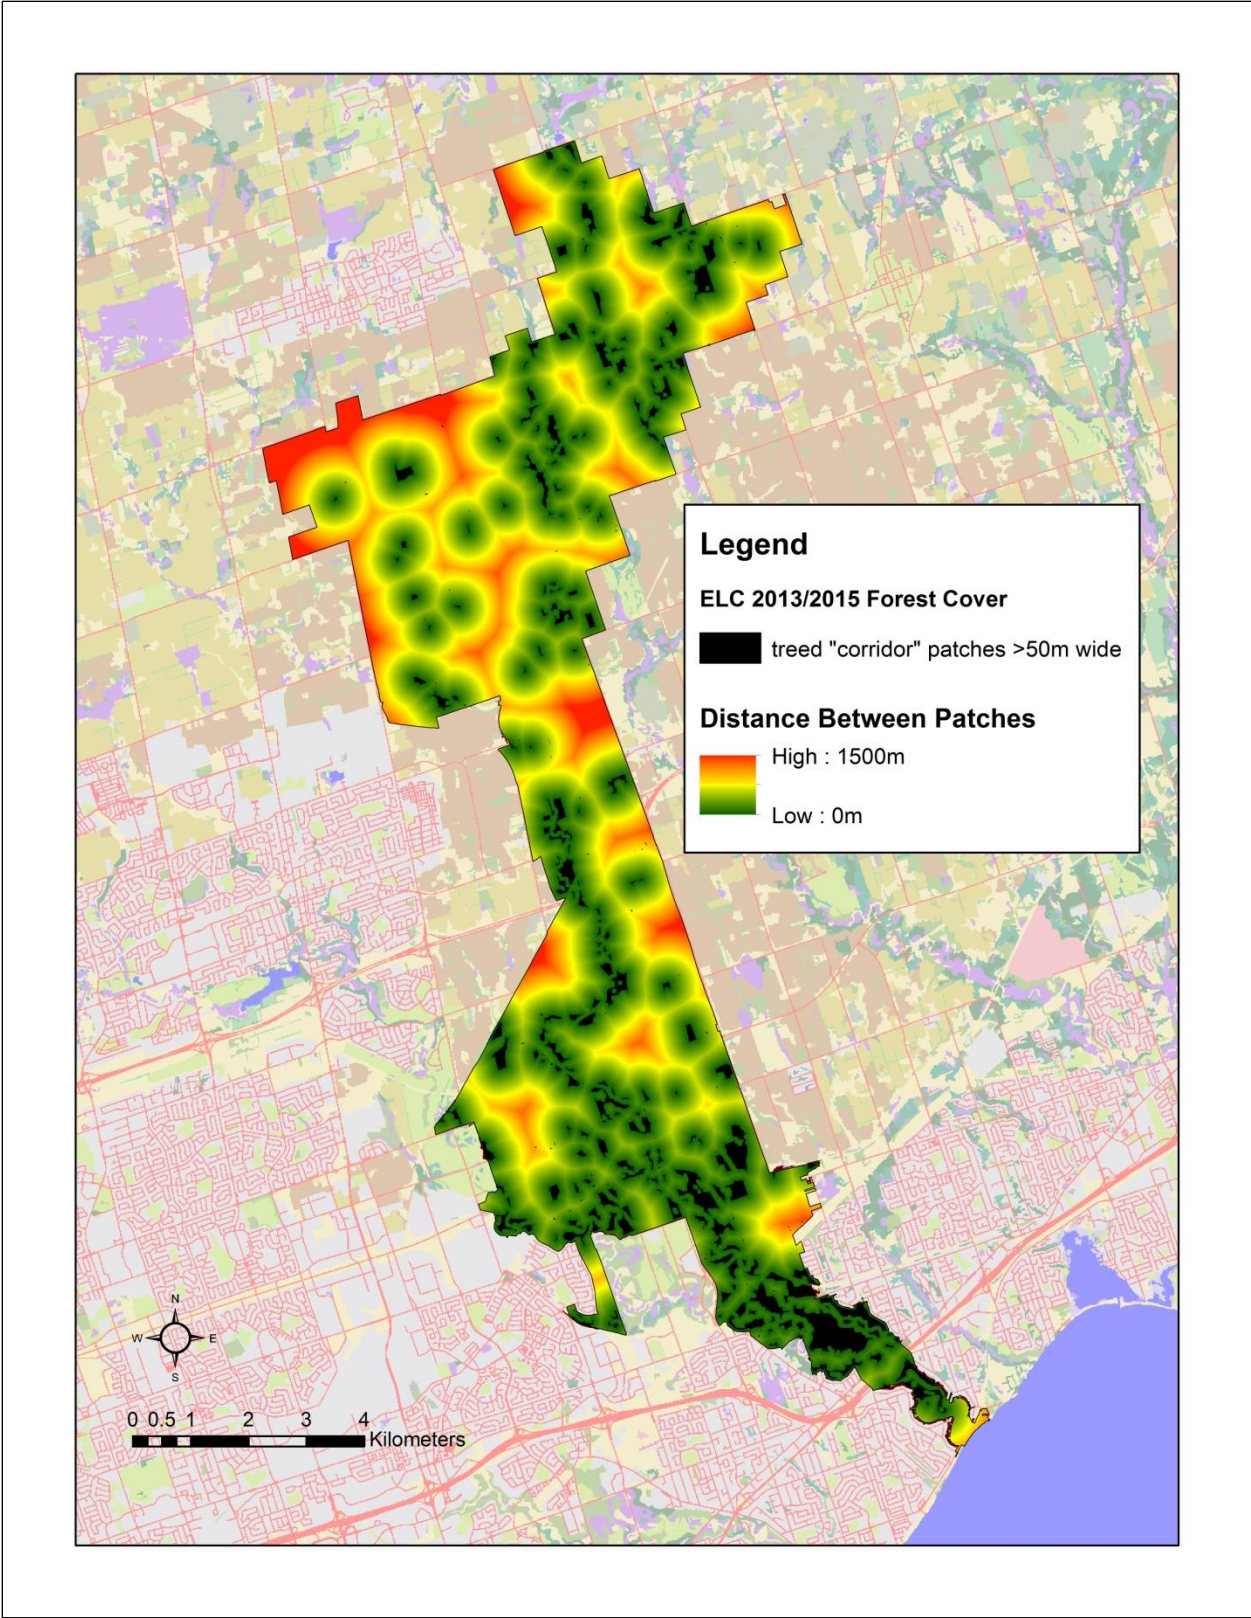 Legend
ELC 2013/2015 Forest Cover
treed "corridor" patches >50m wide
Distance Between Patches
High : 1500m
Low : 0m
N
W E
S
0 0.5 1 2 3 4
Kilometers